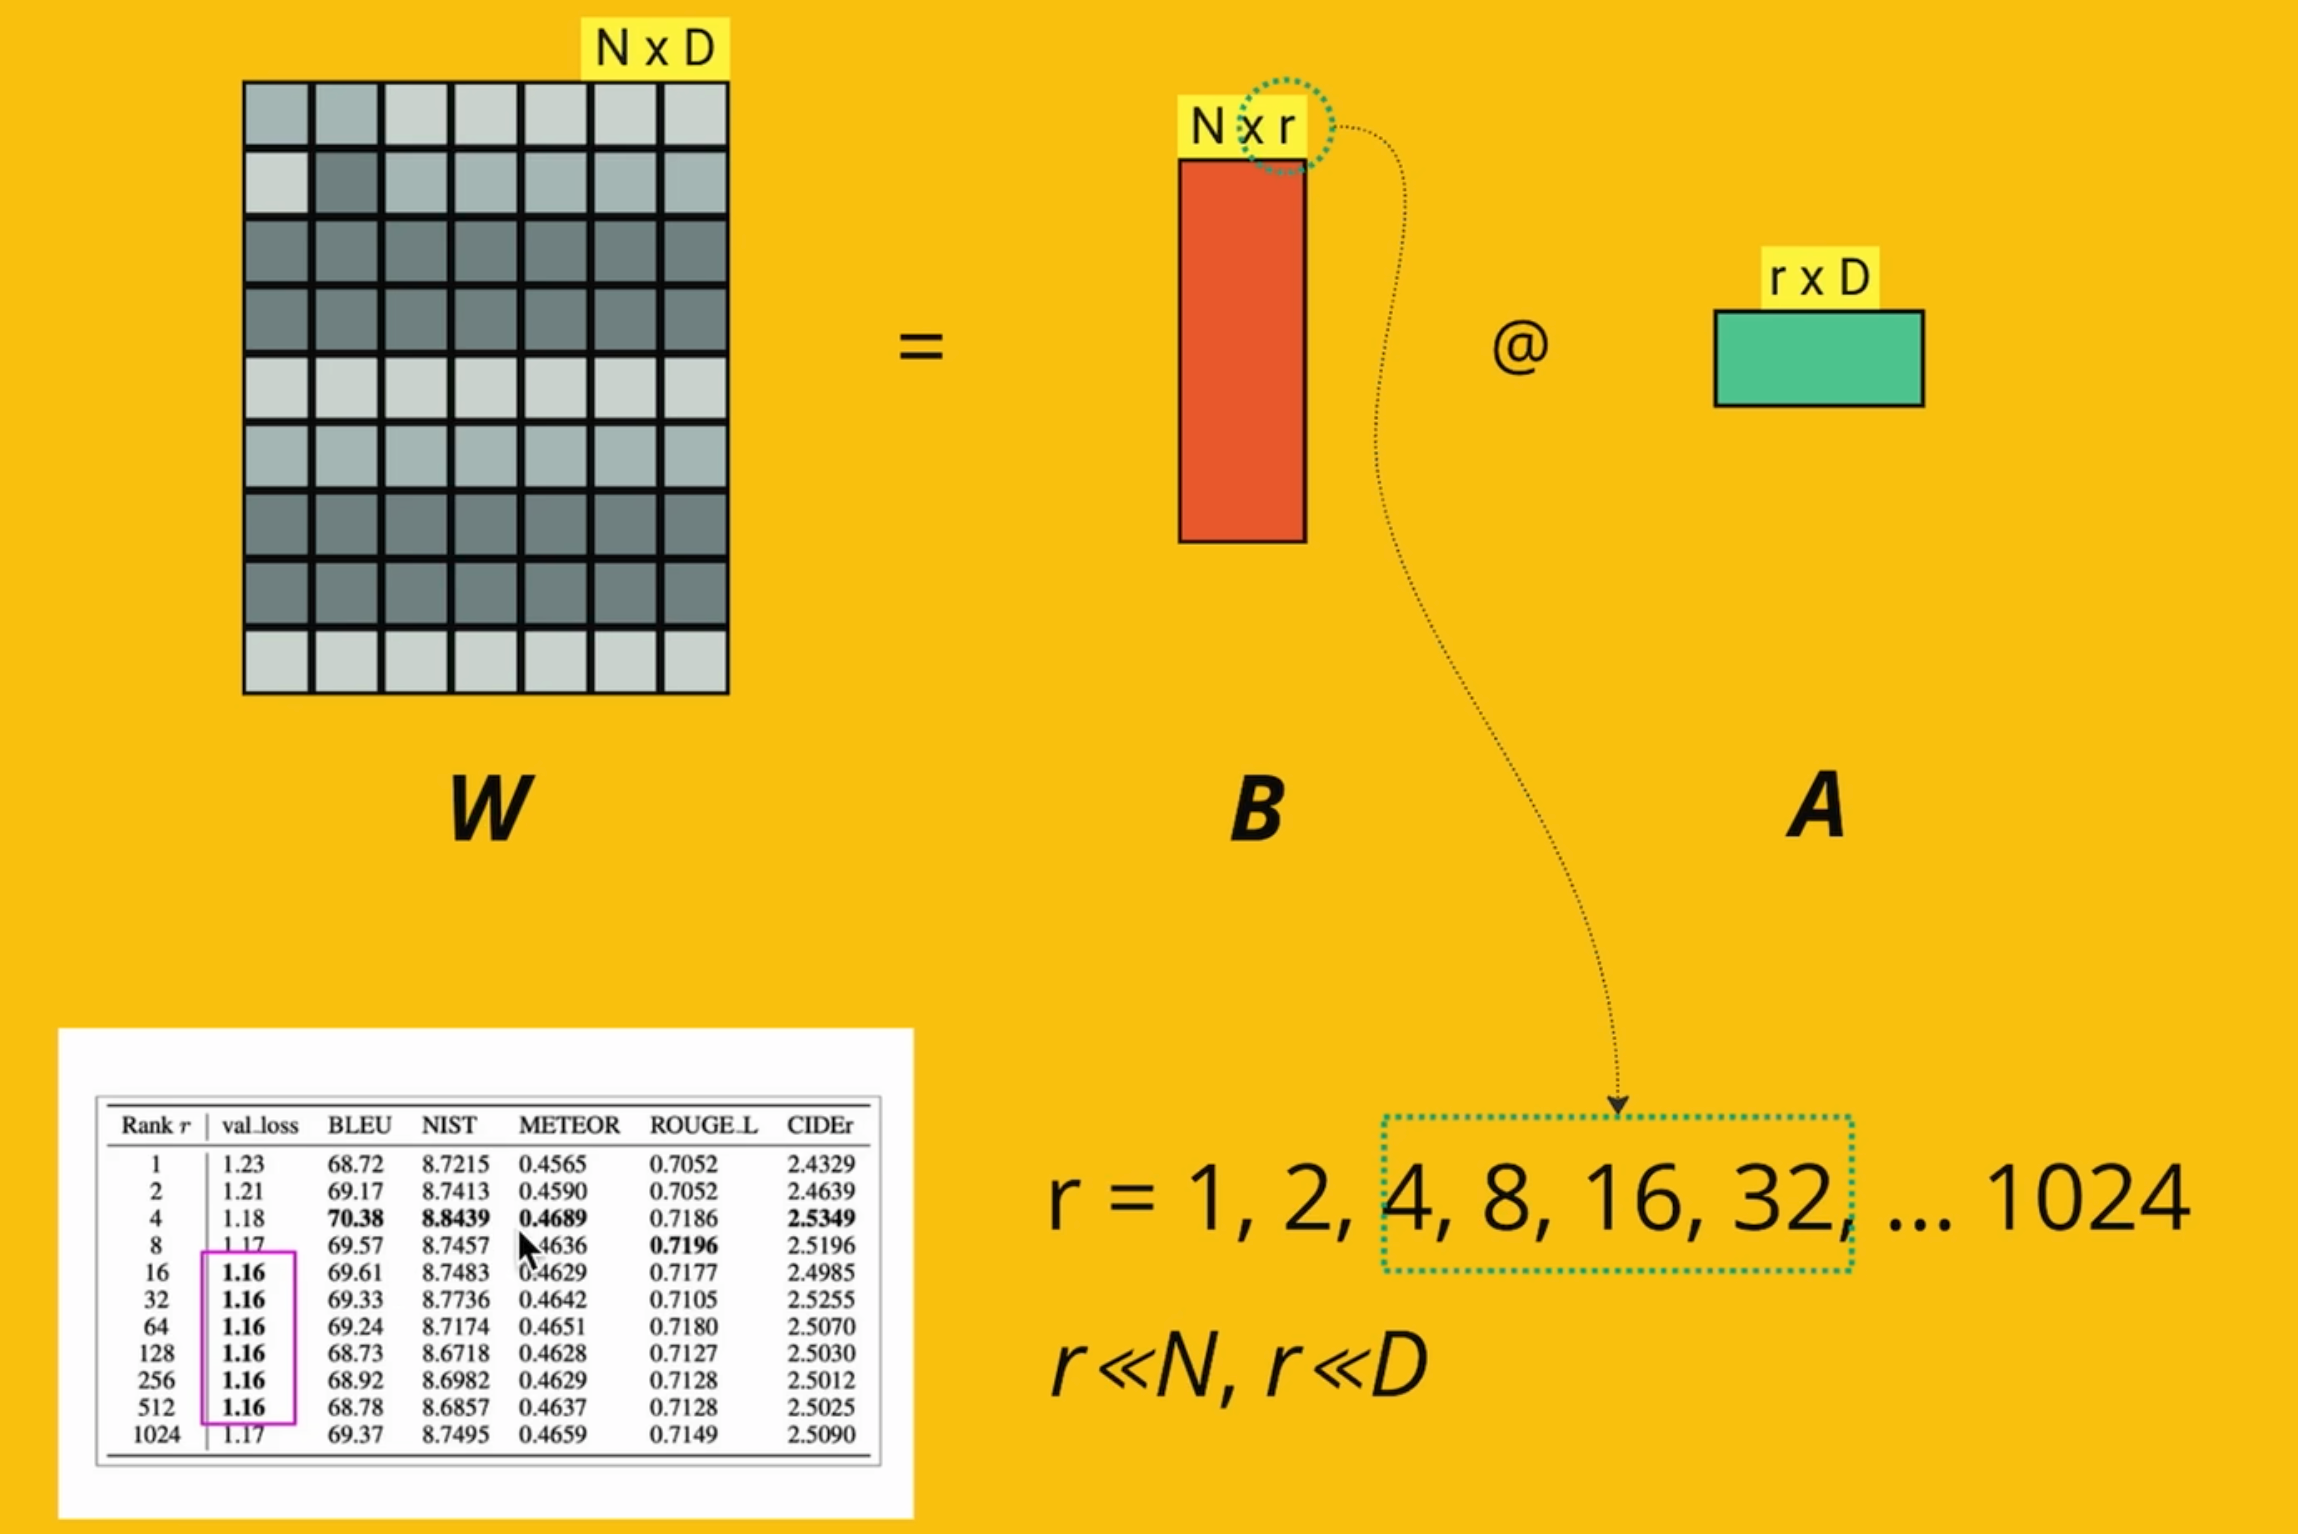 N x D
N x r
r x D
=
@
W
B
A
Rank r val_loss BLEU NIST METEOR ROUGE_L CIDEr
1 1.23 68.72 8.7215 0.4565 0.7052 2.4329
2 1.21 69.17 8.7413 0.4590 0.7052 2.4639
4 1.18 70.38 8.8439 0.4689 0.7186 2.5349
8 1.17 69.57 8.7457 .4636 0.7196 2.5196
16 1.16 69.61 8.7483 0.4629 0.7177 2.4985
32 1.16 69.33 8.7736 0.4642 0.7105 2.5255
64 1.16 69.24 8.7174 0.4651 0.7180 2.5070
128 1.16 68.73 8.6718 0.4628 0.7127 2.5030
256 1.16 68.92 8.6982 0.4629 0.7128 2.5012
512 1.16 68.78 8.6857 0.4637 0.7128 2.5025
1024 1.17 69.37 8.7495 0.4659 0.7149 2.5090
r = 1, 2, 4, 8, 16, 32, ... 1024
r≪N, r≪D